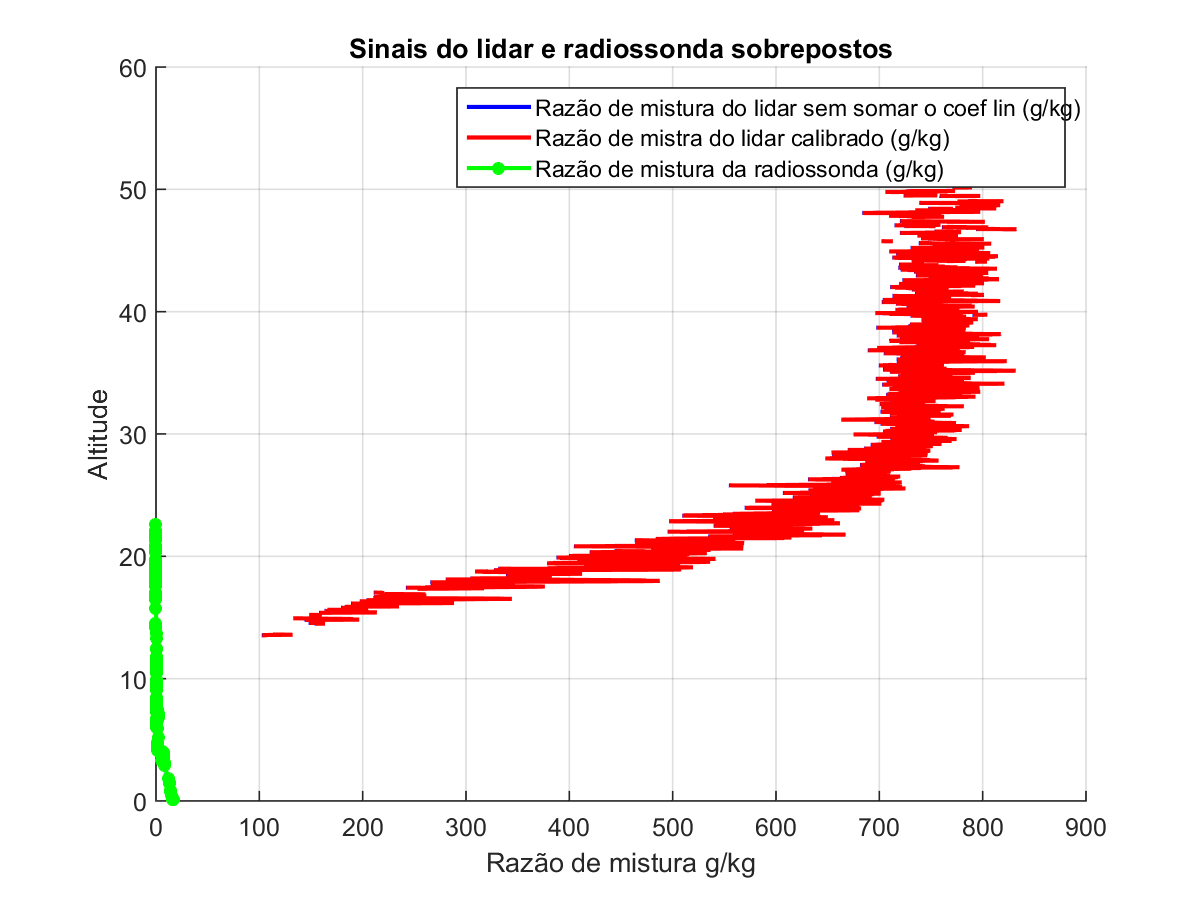 Sinais do lidar e radiossonda sobrepostos
60
50
40
30
20
10
0
Altitude
Razão de mistura do lidar sem somar o coef lin (g/kg)
Razão de mistra do lidar calibrado (g/kg)
Razão de mistura da radiossonda (g/kg)
0 100 200 300 400 500 600 700 800 900
Razão de mistura g/kg